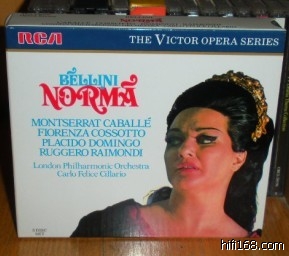 RCA
THE VICTOR OPERA SERIES
BELLINI
NORMA
MONTSERRAT CABALLÉ
FIORENZA COSSOTTO
PLACIDO DOMINGO
RUGGERO RAIMONDI
London Philharmonic Orchestra
Carlo Felice Cillario
hifi168.com